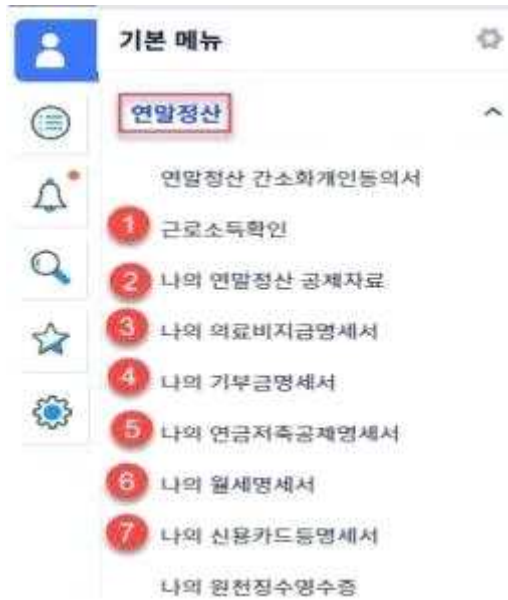 기본 메뉴
연말정산
연말정산 간소화개인동의서
1 근로소득확인
2 나의 연말정산 공제자료
3 나의 의료비지급명세서
4 나의 기부금명세서
5 나의 연금저축공제명세서
6 나의 월세명세서
7 나의 신용카드등명세서
나의 원천징수영수증